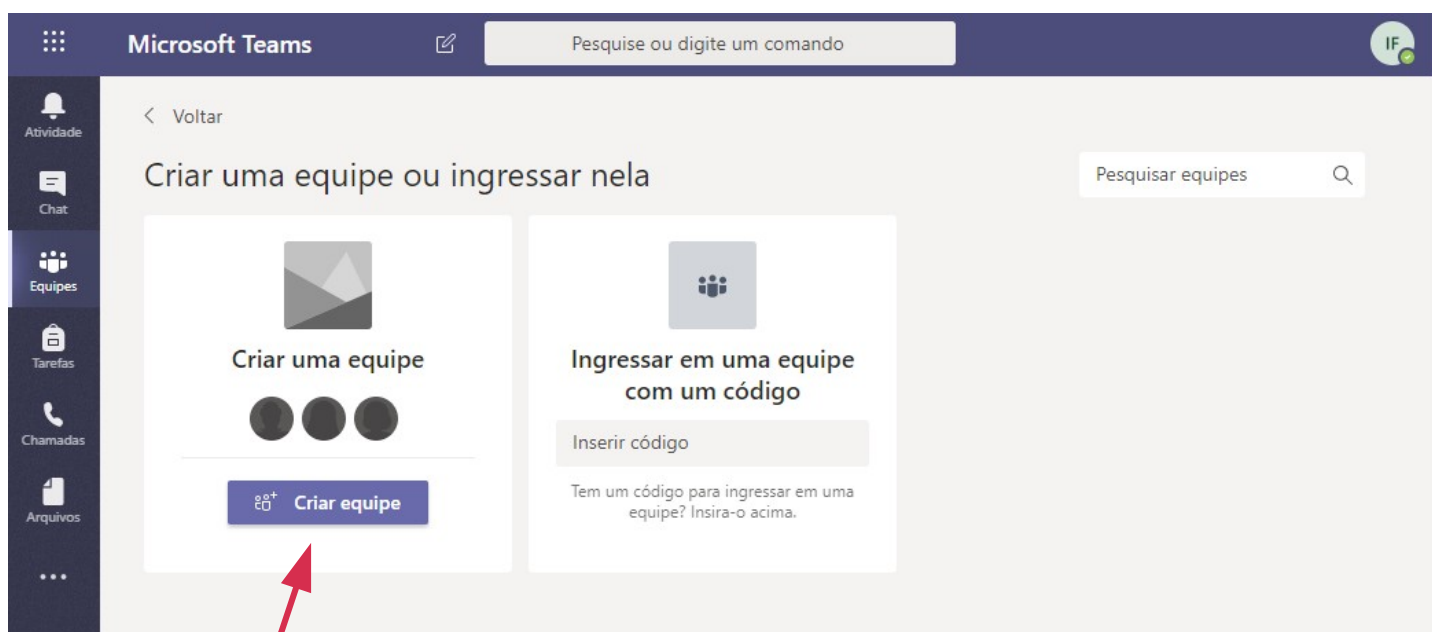 Microsoft Teams
Pesquise ou digite um comando
IF
Atividade
Chat
Equipes
Tarefas
Chamadas
Arquivos
Voltar
Criar uma equipe ou ingressar nela
Pesquisar equipes
Criar uma equipe
Criar equipe
Ingressar em uma equipe
com um código
Inserir código
Tem um código para ingressar em uma
equipe? Insira-o acima.